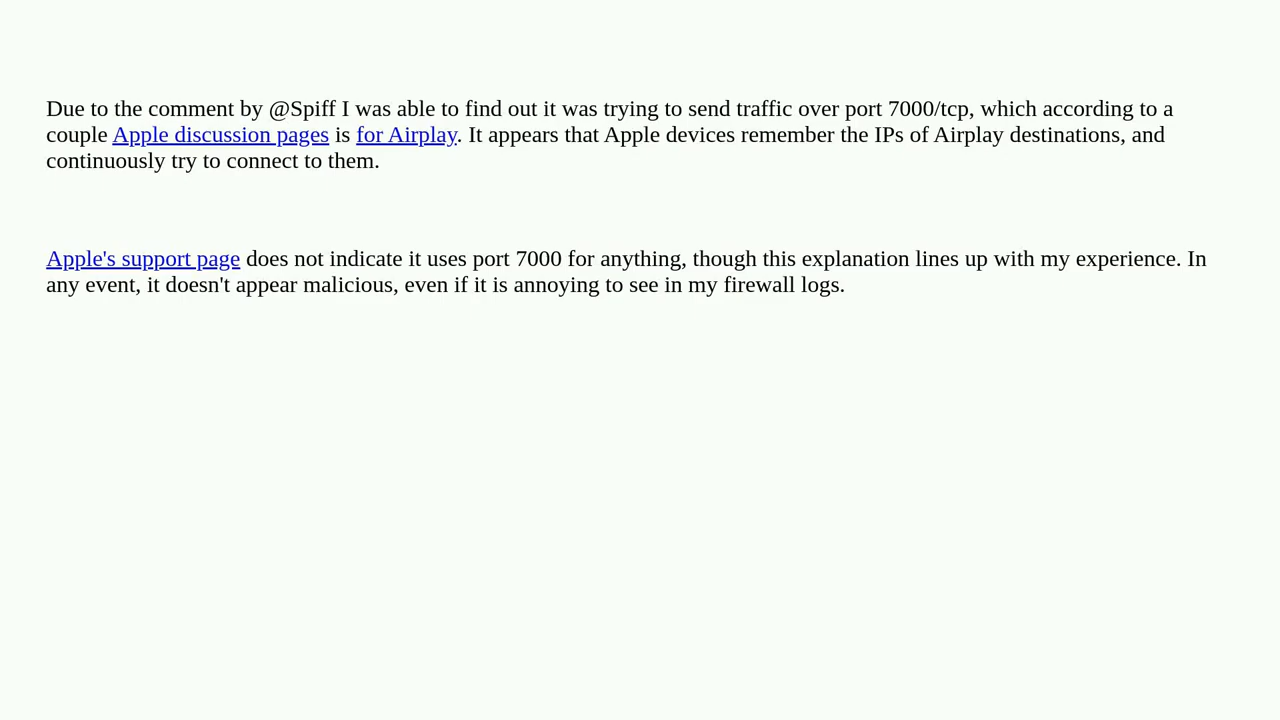 Due to the comment by @Spiff I was able to find out it was trying to send traffic over port 7000/tcp, which according to a
couple Apple discussion pages is for Airplay. It appears that Apple devices remember the IPs of Airplay destinations, and
continuously try to connect to them.
Apple's support page does not indicate it uses port 7000 for anything, though this explanation lines up with my experience. In
any event, it doesn't appear malicious, even if it is annoying to see in my firewall logs.